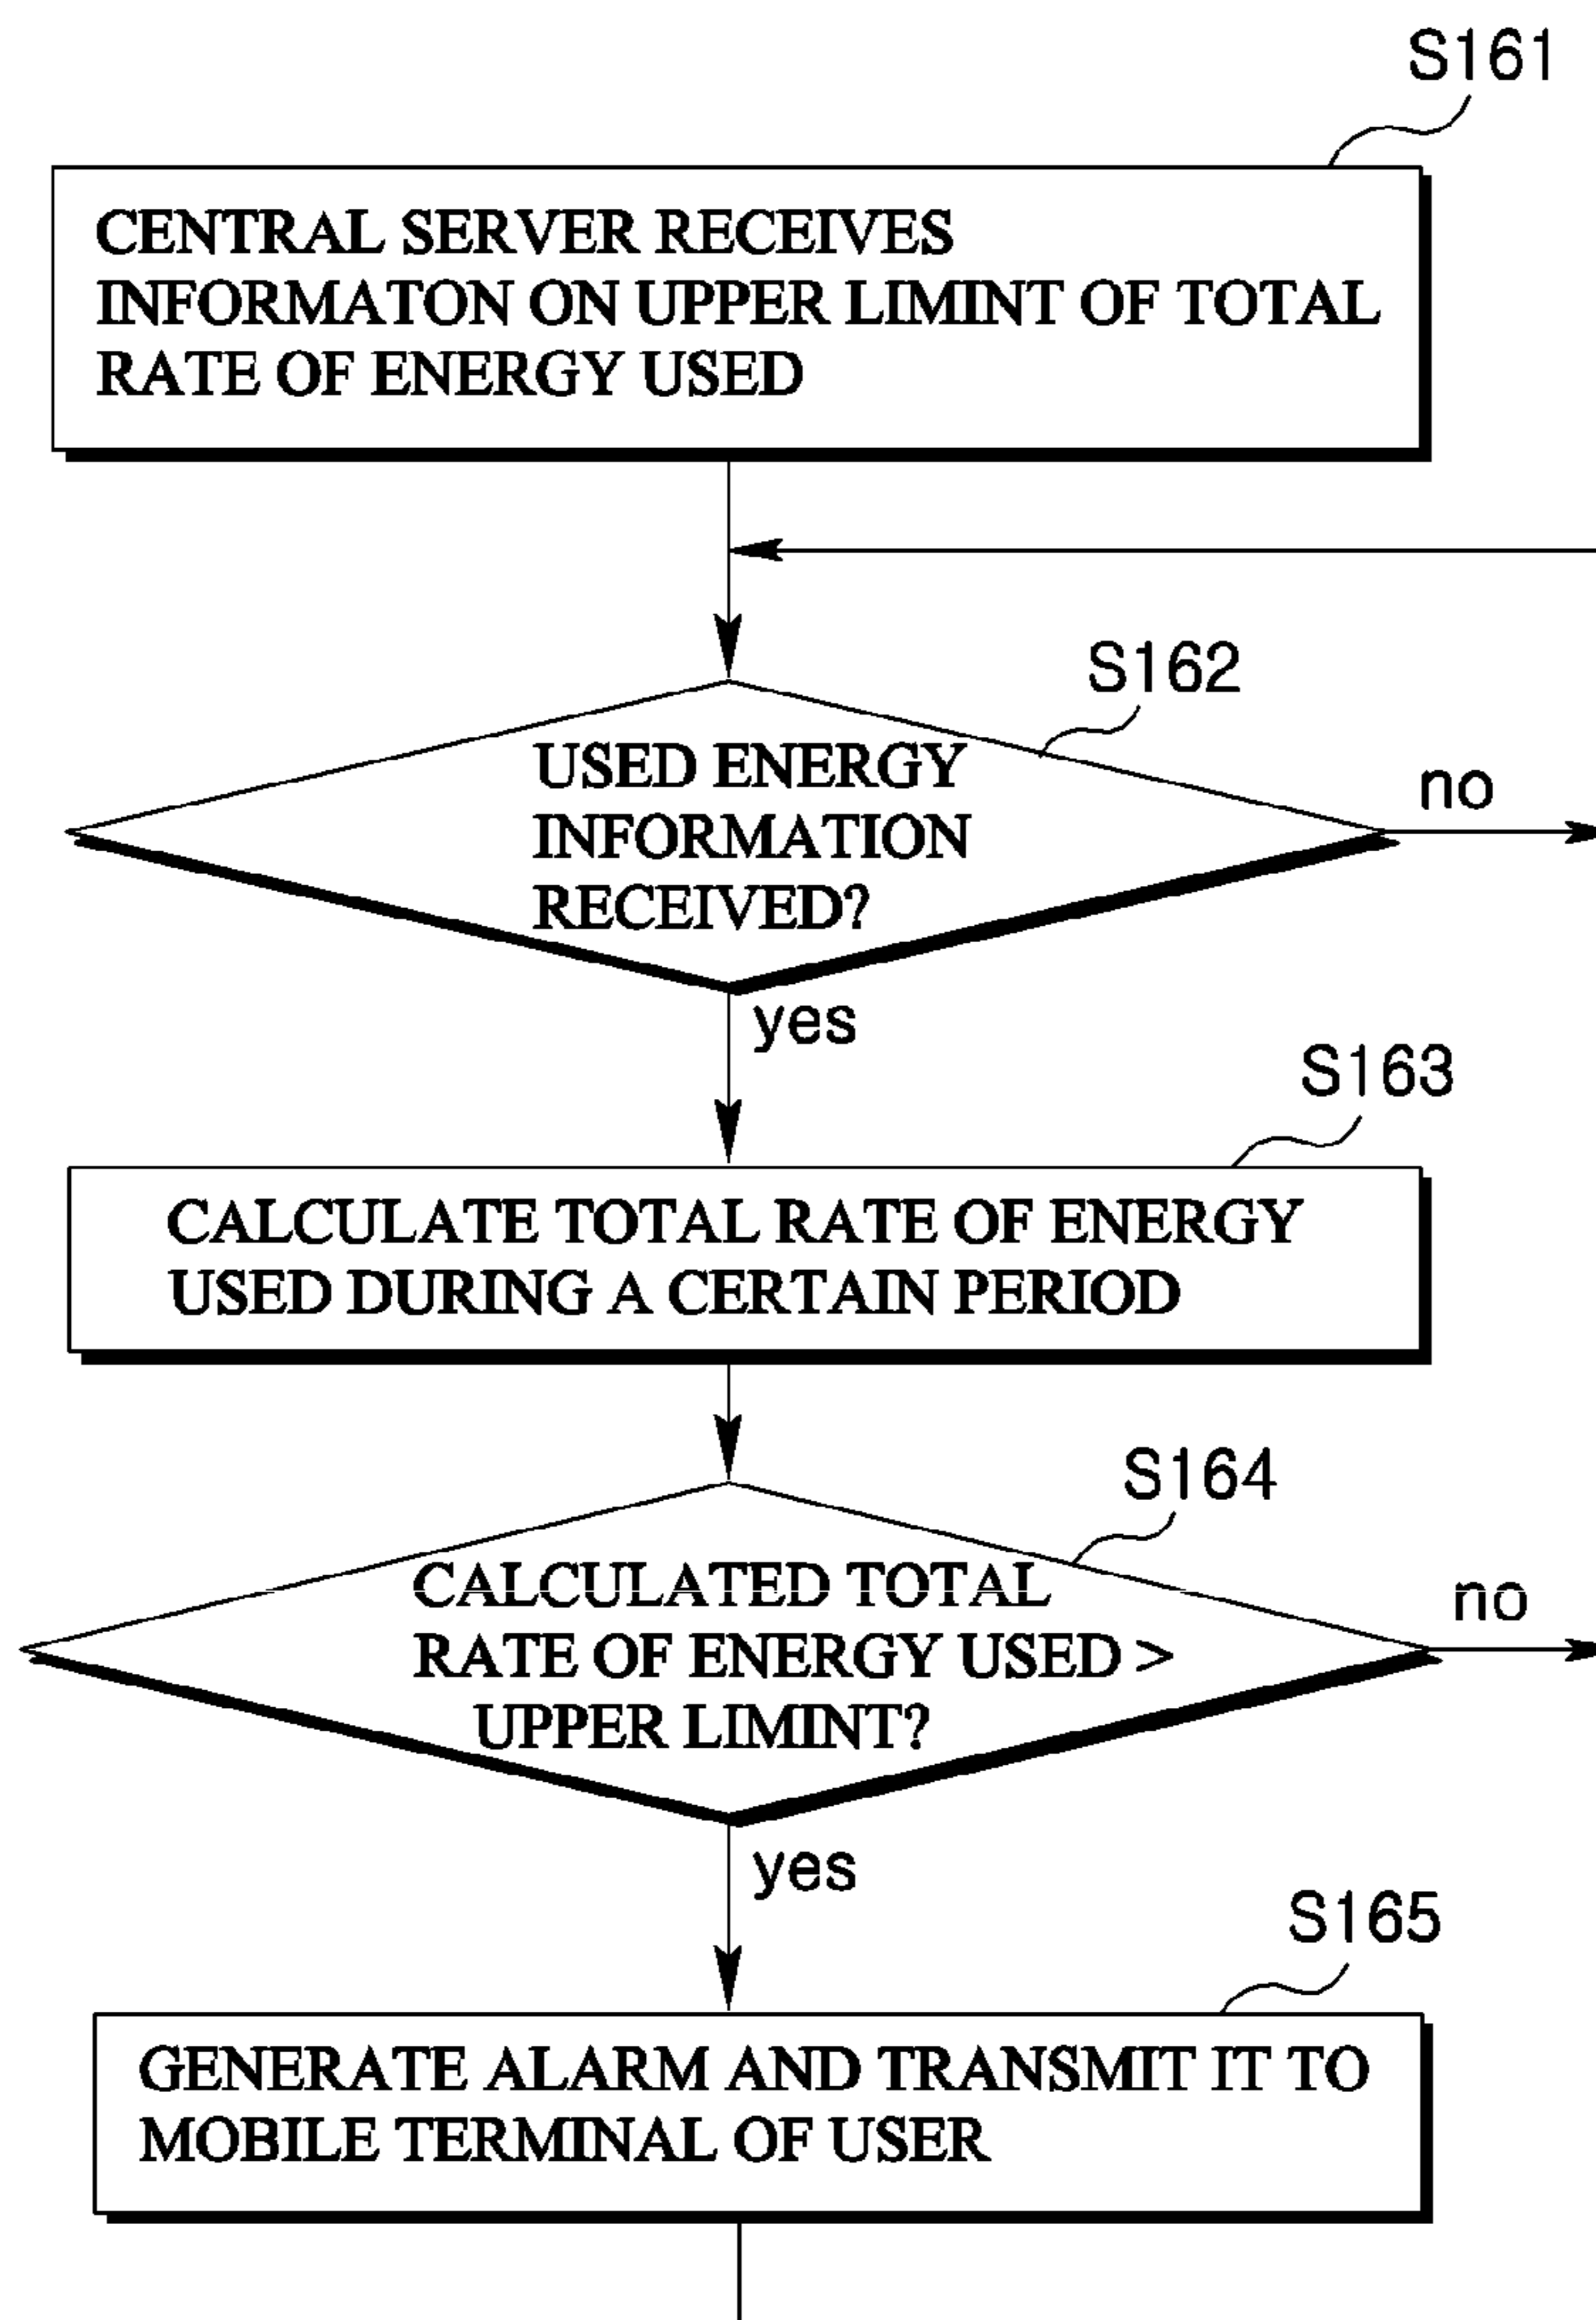 S161
CENTRAL SERVER RECEIVES
INFORMATON ON UPPER LIMINT OF TOTAL
RATE OF ENERGY USED
S162
USED ENERGY
INFORMATION
RECEIVED?
no
yes
S163
CALCULATE TOTAL RATE OF ENERGY
USED DURING A CERTAIN PERIOD
S164
CALCULATED TOTAL
RATE OF ENERGY USED >
UPPER LIMINT?
no
yes
S165
GENERATE ALARM AND TRANSMIT IT TO
MOBILE TERMINAL OF USER